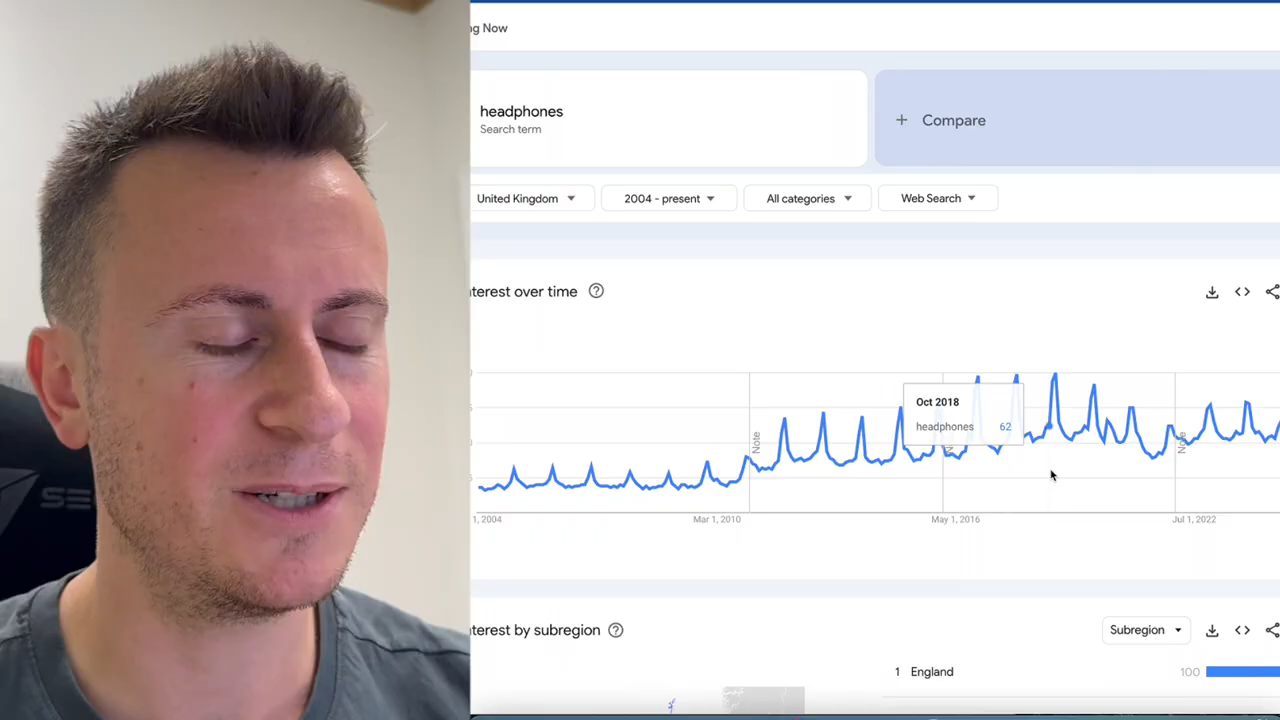 ng Now
headphones
Search term
+ Compare
United Kingdom
2004 - present
All categories
Web Search
terest over time
Oct 2018
headphones 62
Note
1, 2004
Mar 1, 2010
May 1, 2016
Jul 1, 2022
Note
terest by subregion
Subregion
1 England 100
SE